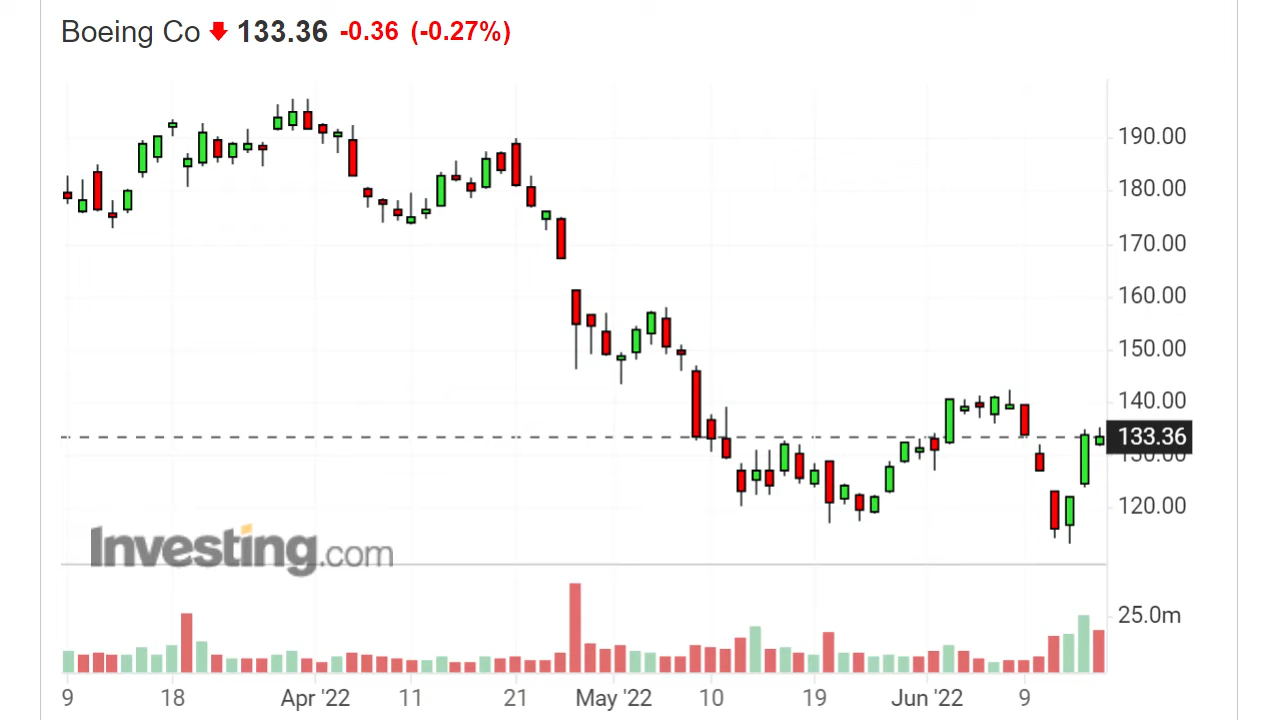 Boeing Co 133.36 -0.36 (-0.27%)
190.00
180.00
170.00
160.00
150.00
140.00
133.36
130.00
120.00
Investing.com
25.0m
9 18 Apr '22 11 21 May '22 10 19 Jun '22 9